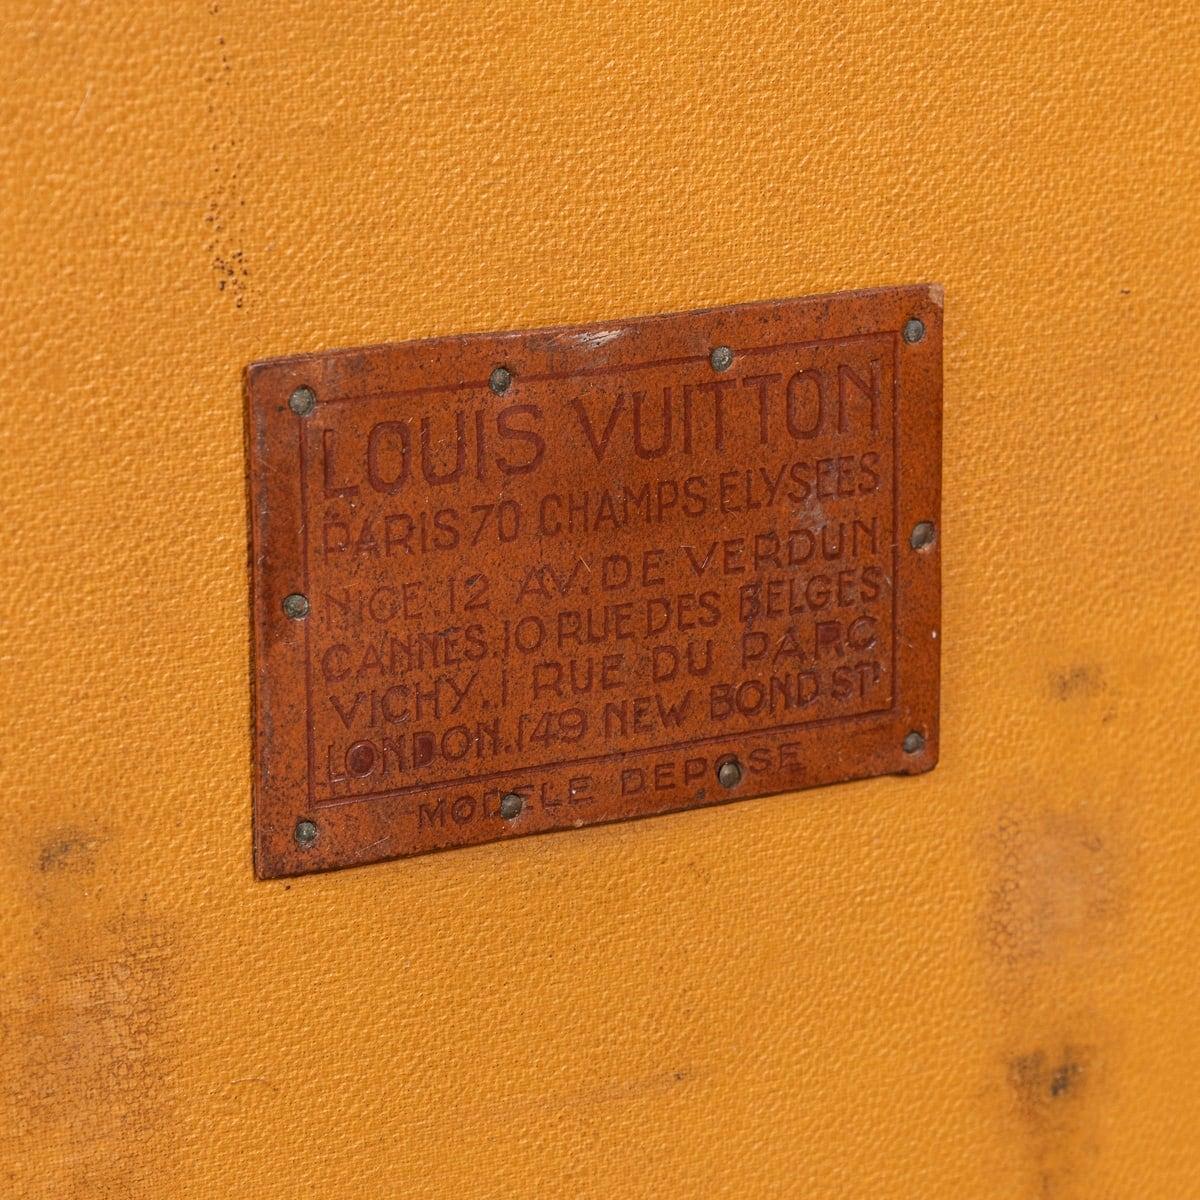 LOUIS VUITTON
PARIS 70 CHAMPS ELYSEES
NICE.12 AV. DE VERDUN
CANNES.10 RUE DES BELGES
VICHY.1 RUE DU PARC
LONDON.149 NEW BOND ST
MODELE DEPOSE